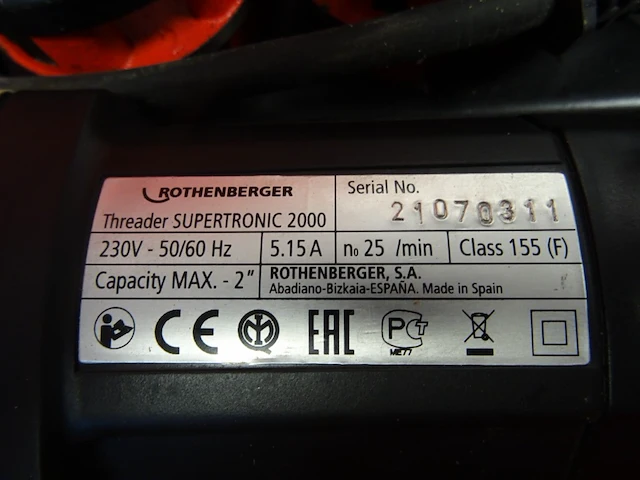 ROTHENBERGER
Threader SUPERTRONIC 2000
Serial No.
21070311
230V - 50/60 Hz
5.15 A
n₀ 25 /min
Class 155 (F)
Capacity MAX. - 2"
ROTHENBERGER, S.A.
Abadiano-Bizkaia-ESPAÑA. Made in Spain
CE
EAC
PCT
ME77